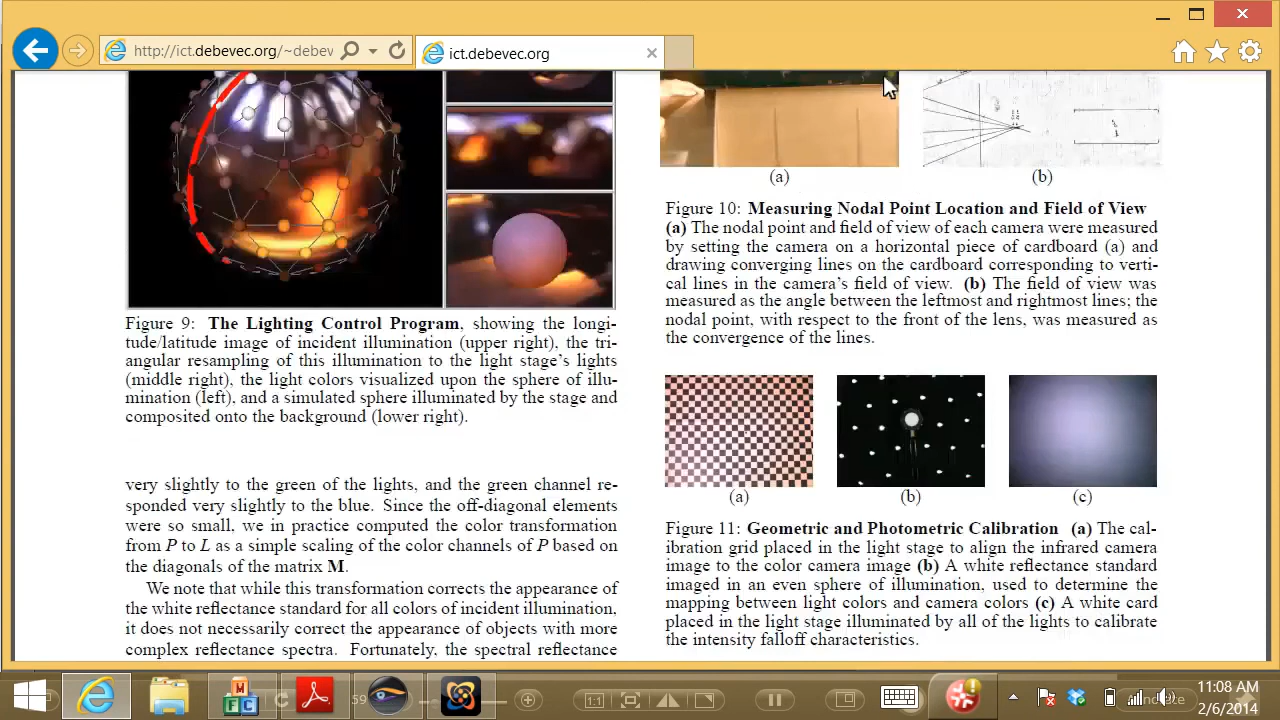 http://ict.debevec.org/~debev
ict.debevec.org
Figure 9: The Lighting Control Program, showing the longi-
tude/latitude image of incident illumination (upper right), the tri-
angular resampling of this illumination to the light stage's lights
(middle right), the light colors visualized upon the sphere of illu-
mination (left), and a simulated sphere illuminated by the stage and
composited onto the background (lower right).
very slightly to the green of the lights, and the green channel re-
sponded very slightly to the blue. Since the off-diagonal elements
were so small, we in practice computed the color transformation
from P to L as a simple scaling of the color channels of P based on
the diagonals of the matrix M.
We note that while this transformation corrects the appearance of
the white reflectance standard for all colors of incident illumination,
it does not necessarily correct the appearance of objects with more
complex reflectance spectra. Fortunately, the spectral reflectance
(a)
(b)
Figure 10: Measuring Nodal Point Location and Field of View
(a) The nodal point and field of view of each camera were measured
by setting the camera on a horizontal piece of cardboard (a) and
drawing converging lines on the cardboard corresponding to verti-
cal lines in the camera's field of view. (b) The field of view was
measured as the angle between the leftmost and rightmost lines; the
nodal point, with respect to the front of the lens, was measured as
the convergence of the lines.
(a)
(b)
(c)
Figure 11: Geometric and Photometric Calibration (a) The cal-
ibration grid placed in the light stage to align the infrared camera
image to the color camera image (b) A white reflectance standard
imaged in an even sphere of illumination, used to determine the
mapping between light colors and camera colors (c) A white card
placed in the light stage illuminated by all of the lights to calibrate
the intensity falloff characteristics.
M
F C
59
1:1
11:08 AM
2/6/2014